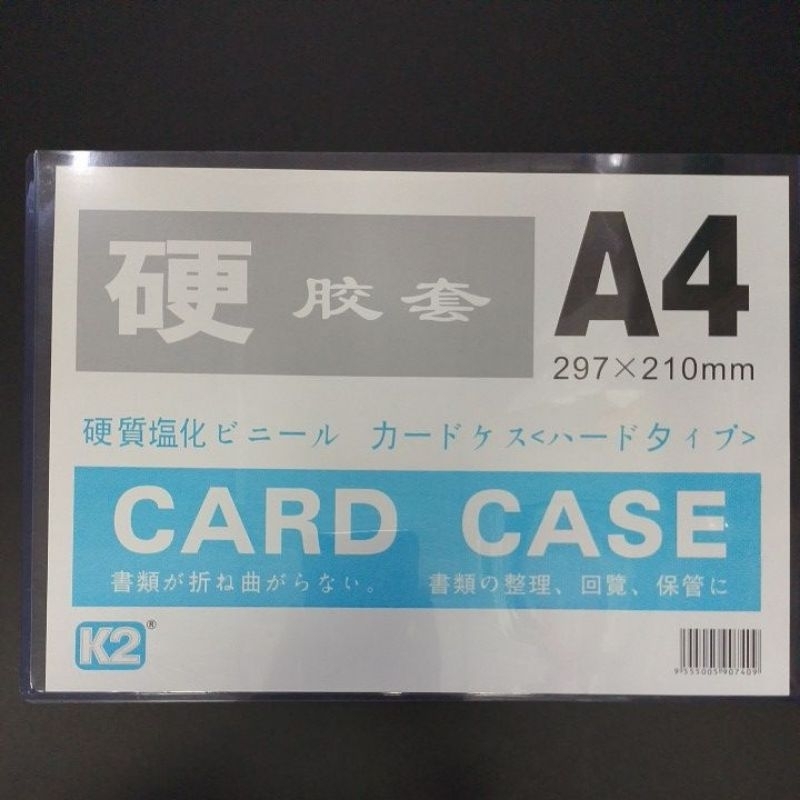 硬 胶 套
A4
297×210mm
硬質塩化ビニール カードケス<ハードタイプ>
CARD CASE
書類が折ね曲がらない。 書類の整理、回覽、保管に
K2®
9555005907409